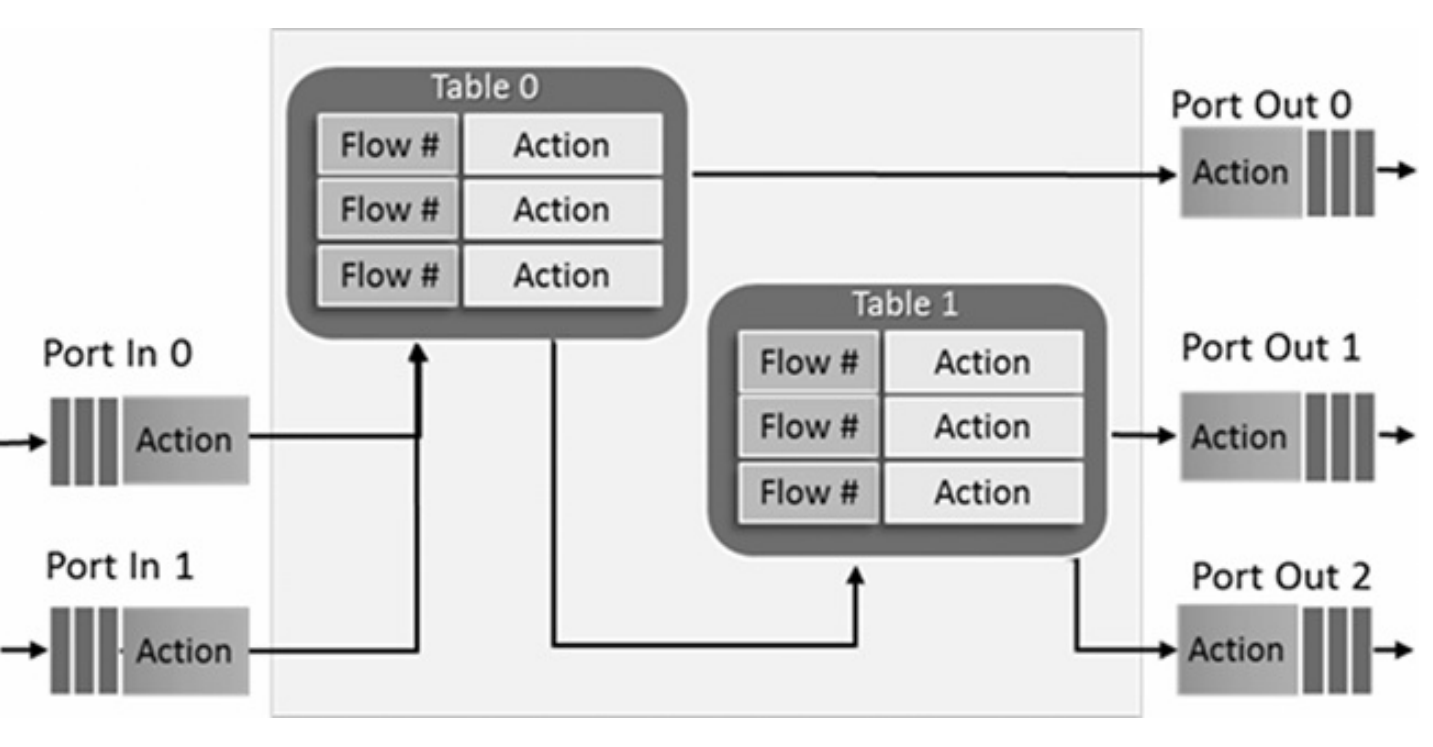 Table 0
Flow # Action
Flow # Action
Flow # Action
Port Out 0
Action
Port In 0
Action
Port In 1
Action
Table 1
Flow # Action
Flow # Action
Flow # Action
Port Out 1
Action
Port Out 2
Action